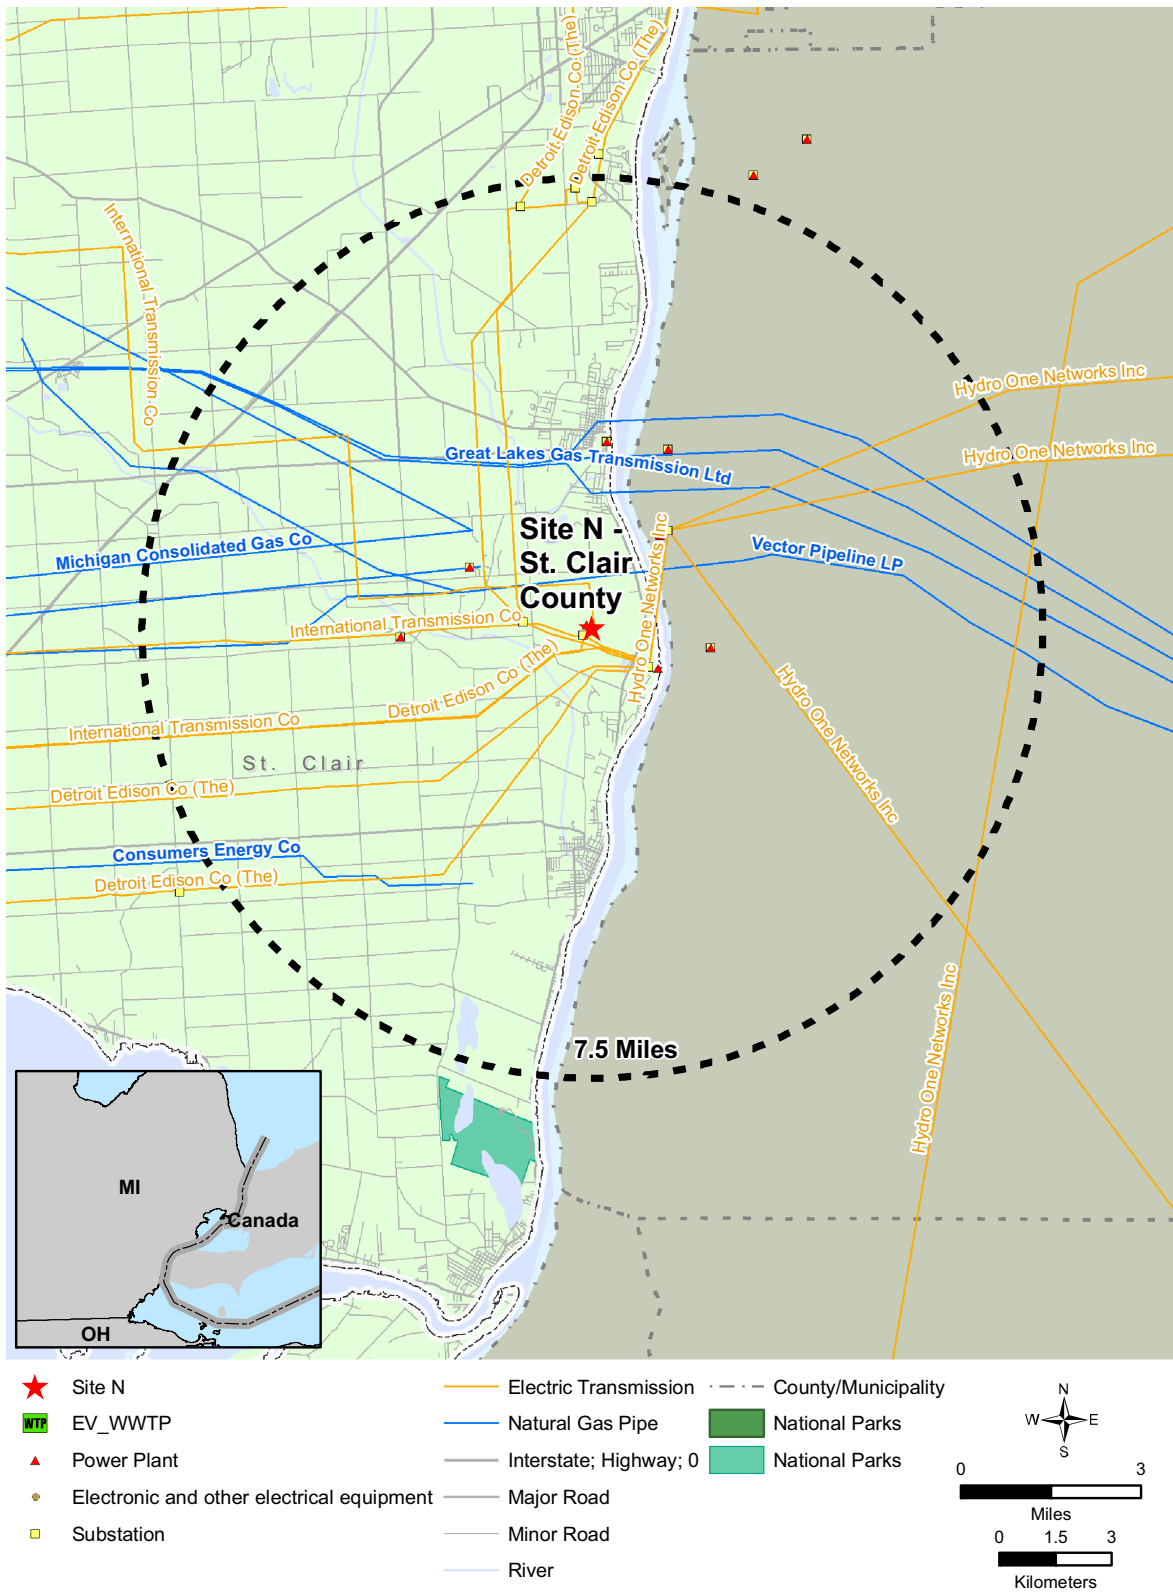 Detroit Edison Co (The)
Detroit Edison Co (The)
International Transmission Co
Hydro One Networks Inc
Hydro One Networks Inc
Great Lakes Gas Transmission Ltd
Site N -
St. Clair
County
Hydro One Networks Inc
Michigan Consolidated Gas Co
Vector Pipeline LP
International Transmission Co
Detroit Edison Co (The)
International Transmission Co
Hydro One Networks Inc
St. Clair
Detroit Edison Co (The)
Consumers Energy Co
Detroit Edison Co (The)
Hydro One Networks Inc
7.5 Miles
MI
Canada
OH
Site N
WTP
EV_WWTP
Power Plant
Electronic and other electrical equipment
Substation
Electric Transmission
Natural Gas Pipe
Interstate; Highway; 0
Major Road
Minor Road
River
County/Municipality
National Parks
National Parks
N
W E
S
0 3
Miles
0 1.5 3
Kilometers